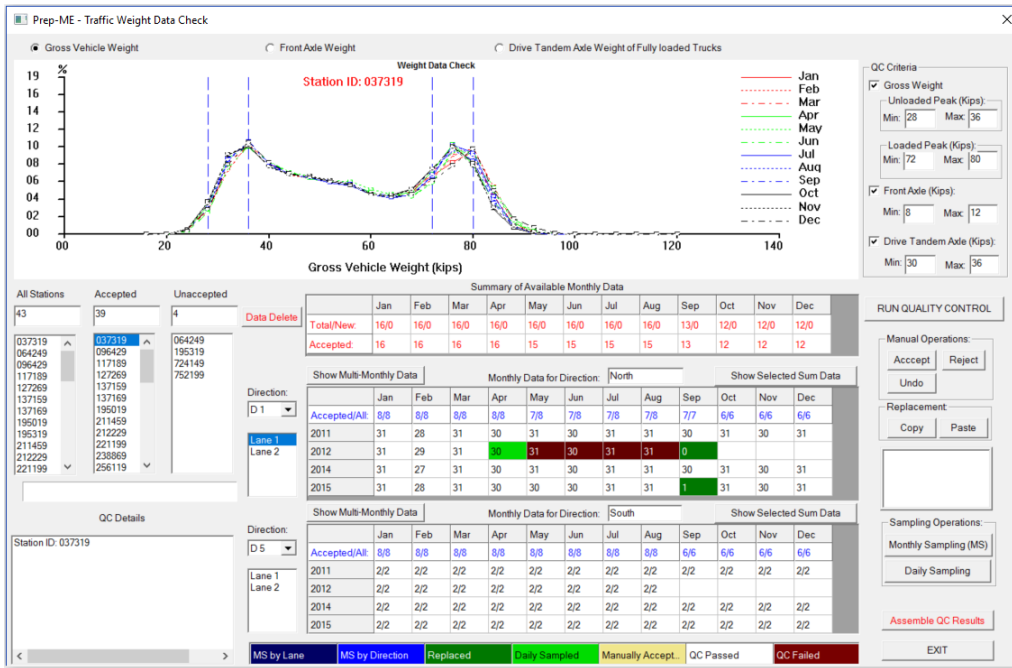 Prep-ME - Traffic Weight Data Check
Gross Vehicle Weight Front Axle Weight Drive Tandem Axle Weight of Fully loaded Trucks
Weight Data Check
Station ID: 037319
%
19
16
14
12
10
08
06
04
02
00
00 20 40 60 80 100 120 140
Gross Vehicle Weight (kips)
Jan
Feb
Mar
Apr
May
Jun
Jul
Aug
Sep
Oct
Nov
Dec
QC Criteria
Gross Weight
Unloaded Peak (Kips):
Min: 28 Max: 36
Loaded Peak (Kips):
Min: 72 Max: 80
Front Axle (Kips):
Min: 8 Max: 12
Drive Tandem Axle (Kips):
Min: 30 Max: 36
All Stations Accepted Unaccepted
43 39 4
Data Delete
037319
064249
096429
117189
127269
137159
137169
195019
195319
211459
212229
221199
037319
096429
117189
127269
137159
137169
195019
211459
212229
221199
238869
256119
064249
195319
724149
752199
QC Details
Station ID: 037319
Summary of Available Monthly Data
Jan Feb Mar Apr May Jun Jul Aug Sep Oct Nov Dec
Total/New: 16/0 16/0 16/0 16/0 16/0 16/0 16/0 16/0 13/0 12/0 12/0 12/0
Accepted: 16 16 16 16 15 15 15 15 13 12 12 12
Show Multi-Monthly Data Monthly Data for Direction: North Show Selected Sum Data
Direction:
D 1
Lane 1
Lane 2
Jan Feb Mar Apr May Jun Jul Aug Sep Oct Nov Dec
Accepted/All: 8/8 8/8 8/8 8/8 7/8 7/8 7/8 7/8 7/7 6/6 6/6 6/6
2011 31 28 31 30 31 30 31 31 30 31 30 31
2012 31 29 31 30 31 30 31 31 0
2014 31 27 31 30 31 30 31 31 30 31 30 31
2015 31 28 31 30 31 30 31 31 1 31 30 31
Show Multi-Monthly Data Monthly Data for Direction: South Show Selected Sum Data
Direction:
D 5
Lane 1
Lane 2
Jan Feb Mar Apr May Jun Jul Aug Sep Oct Nov Dec
Accepted/All: 8/8 8/8 8/8 8/8 8/8 8/8 8/8 8/8 6/6 6/6 6/6 6/6
2011 2/2 2/2 2/2 2/2 2/2 2/2 2/2 2/2 2/2 2/2 2/2 2/2
2012 2/2 2/2 2/2 2/2 2/2 2/2 2/2 2/2
2014 2/2 2/2 2/2 2/2 2/2 2/2 2/2 2/2 2/2 2/2 2/2 2/2
2015 2/2 2/2 2/2 2/2 2/2 2/2 2/2 2/2 2/2 2/2 2/2 2/2
MS by Lane MS by Direction Replaced Daily Sampled Manually Accept... QC Passed QC Failed
RUN QUALITY CONTROL
Manual Operations:
Acccept Reject
Undo
Replacement:
Copy Paste
Sampling Operations:
Monthly Sampling (MS)
Daily Sampling
Assemble QC Results
EXIT